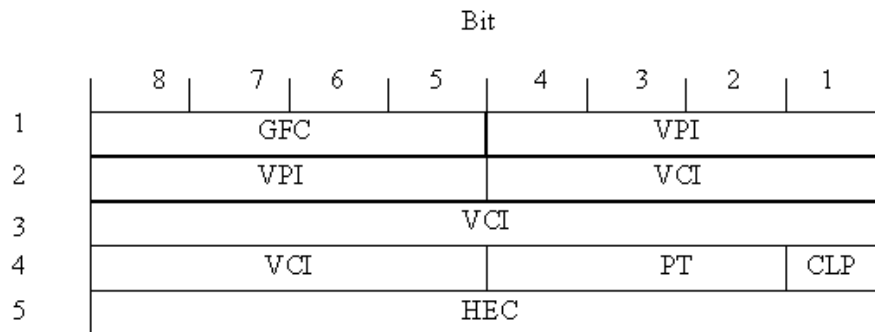 Bit
8 7 6 5 4 3 2 1
1 GFC VPI
2 VPI VCI
3 VCI
4 VCI PT CLP
5 HEC